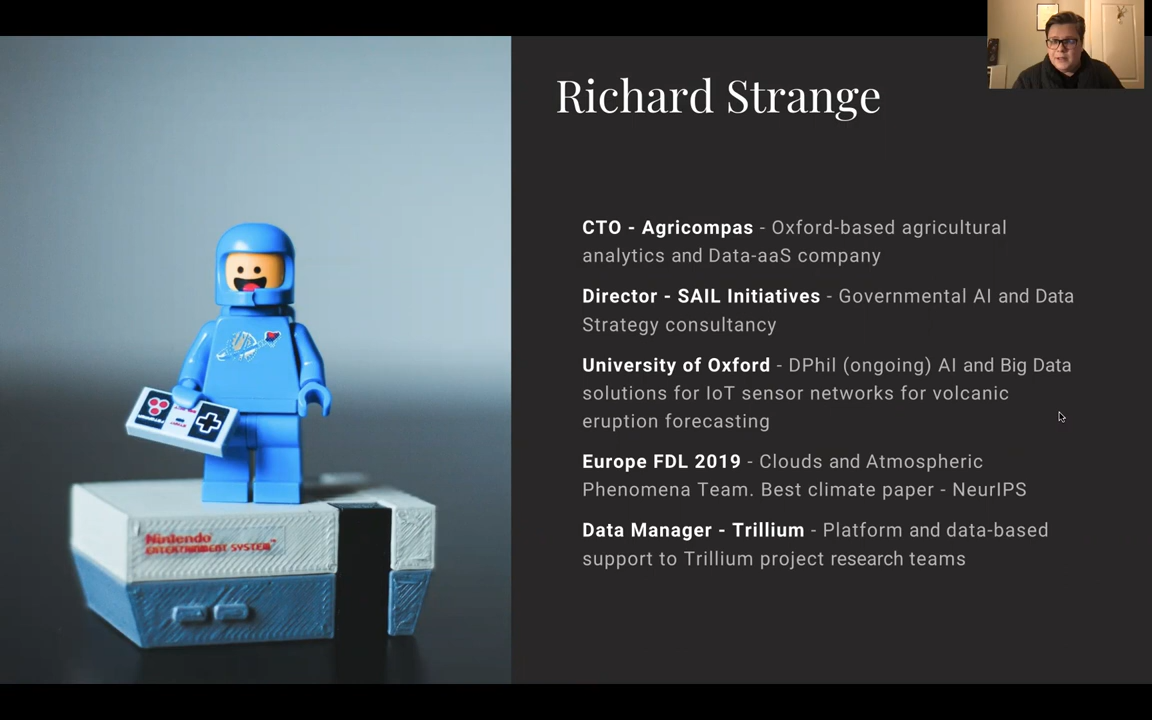 Richard Strange
CTO - Agricompas - Oxford-based agricultural
analytics and Data-aaS company
Director - SAIL Initiatives - Governmental AI and Data
Strategy consultancy
University of Oxford - DPhil (ongoing) AI and Big Data
solutions for IoT sensor networks for volcanic
eruption forecasting
Europe FDL 2019 - Clouds and Atmospheric
Phenomena Team. Best climate paper - NeurIPS
Data Manager - Trillium - Platform and data-based
support to Trillium project research teams
Nintendo
ENTERTAINMENT SYSTEM™